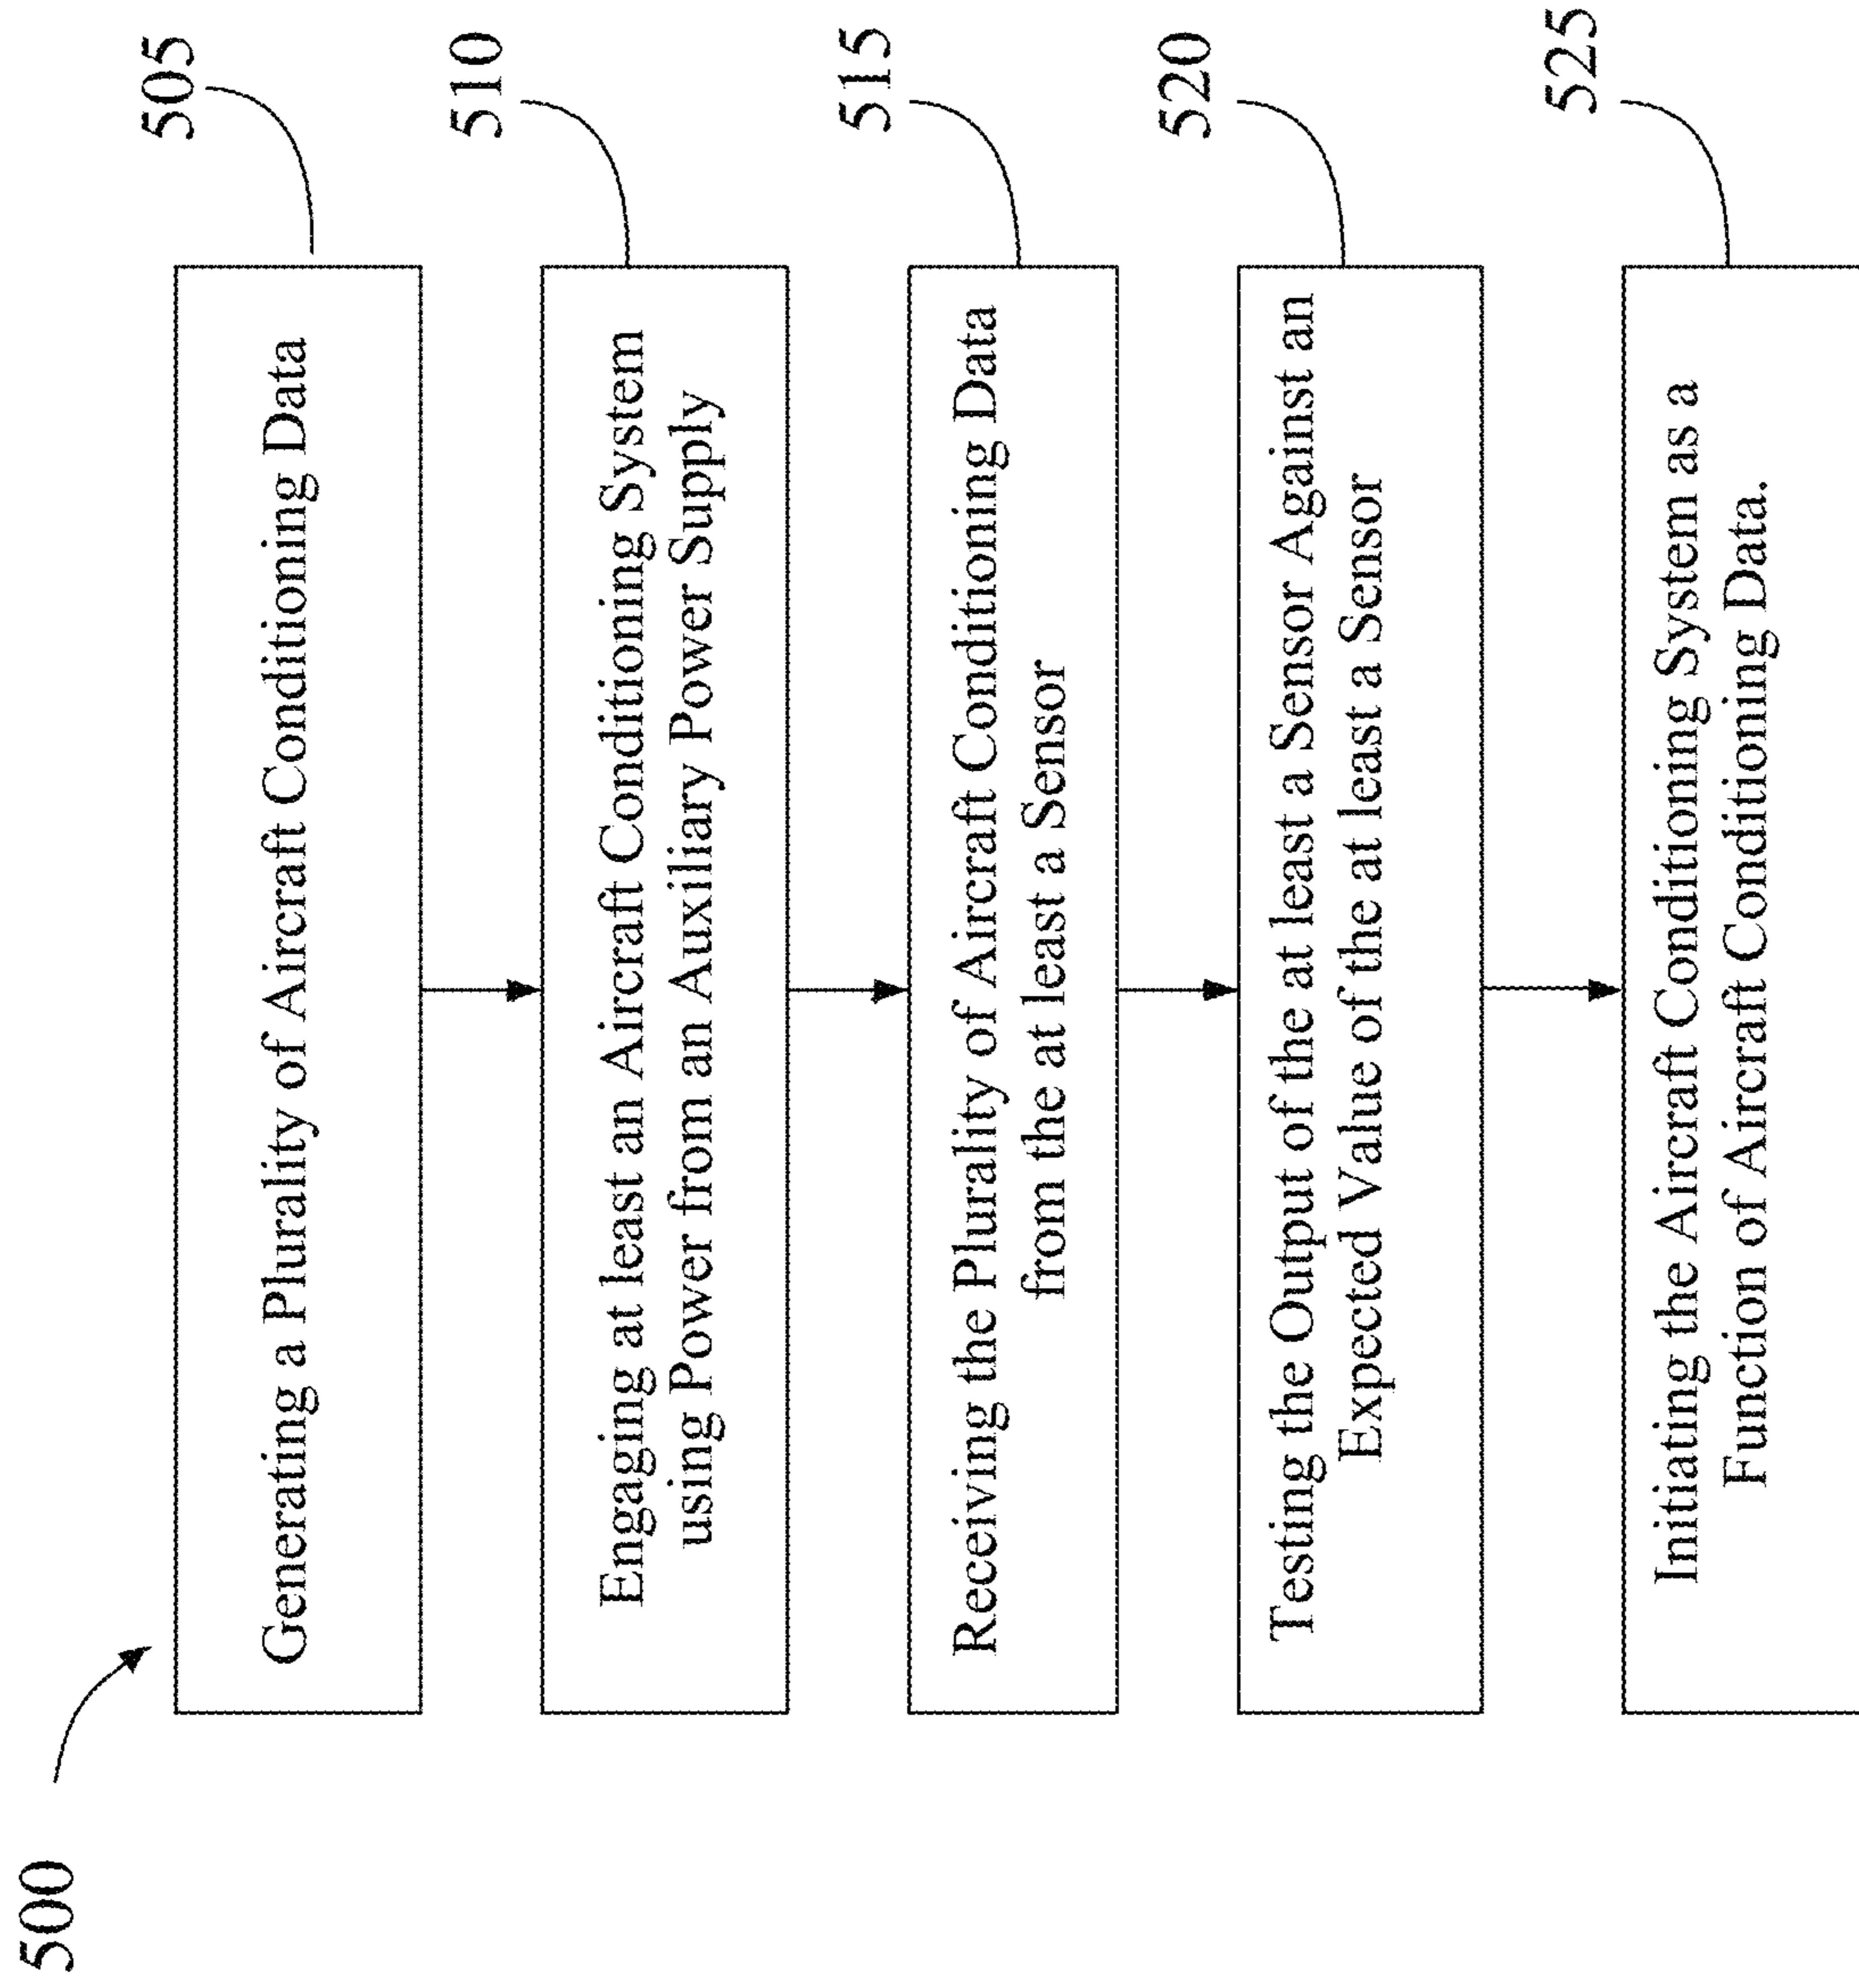 500
505
Generating a Plurality of Aircraft Conditioning Data
510
Engaging at least an Aircraft Conditioning System
using Power from an Auxiliary Power Supply
515
Receiving the Plurality of Aircraft Conditioning Data
from the at least a Sensor
520
Testing the Output of the at least a Sensor Against an
Expected Value of the at least a Sensor
525
Initiating the Aircraft Conditioning System as a
Function of Aircraft Conditioning Data.